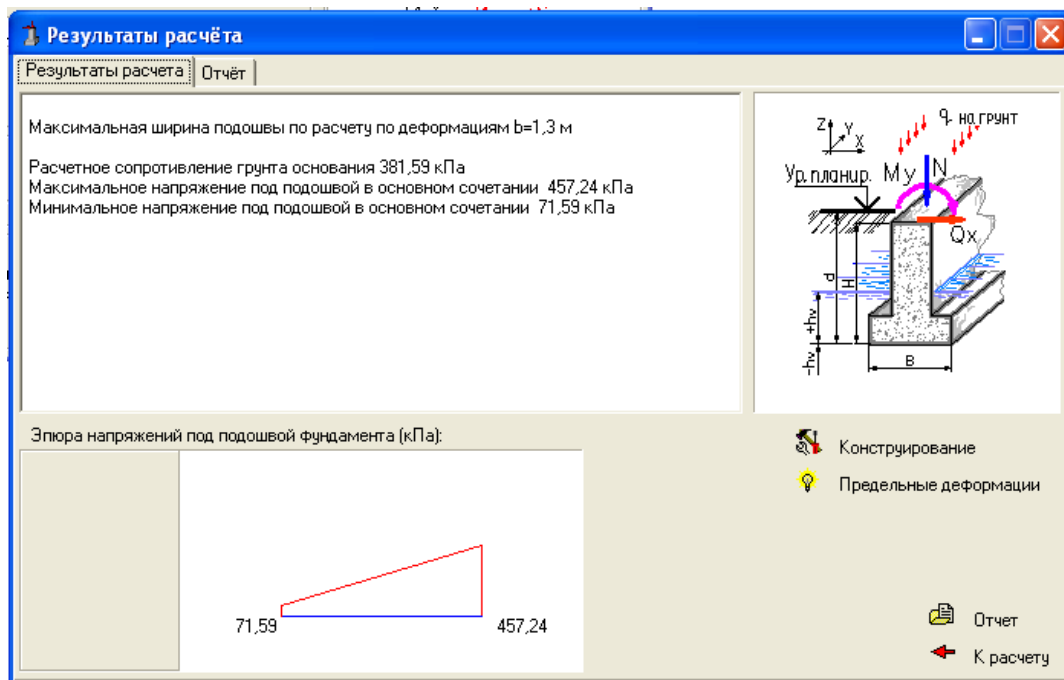 Результаты расчёта
Результаты расчета
Отчёт
Максимальная ширина подошвы по расчету по деформациям b=1,3 м
Расчетное сопротивление грунта основания 381,59 кПа
Максимальное напряжение под подошвой в основном сочетании 457,24 кПа
Минимальное напряжение под подошвой в основном сочетании 71,59 кПа
Z Y X
q. на грунт
Ур.планир. My N
Qx
d
H
+hv
-hv
B
Эпюра напряжений под подошвой фундамента (кПа):
71,59
457,24
Конструирование
Предельные деформации
Отчет
К расчету